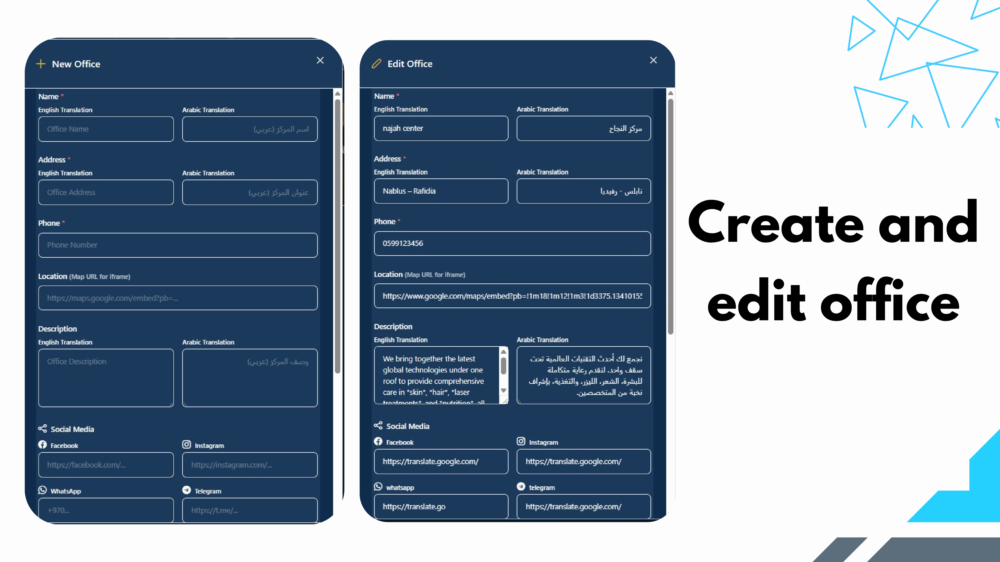 New Office
Name *
English Translation
Arabic Translation
Office Name
اسم المركز (عربي)
Address *
English Translation
Arabic Translation
Office Address
عنوان المركز (عربي)
Phone *
Phone Number
Location (Map URL for iframe)
https://maps.google.com/embed?pb=...
Description
English Translation
Arabic Translation
Office Description
وصف المركز (عربي)
Social Media
Facebook
Instagram
https://facebook.com/...
https://instagram.com/...
WhatsApp
Telegram
+970...
https://t.me/...
Edit Office
Name *
English Translation
Arabic Translation
najah center
مركز النجاح
Address *
English Translation
Arabic Translation
Nablus – Rafidia
نابلس - رفيديا
Phone *
0599123456
Location (Map URL for iframe)
https://www.google.com/maps/embed?pb=!1m18!1m12!1m3!1d3375.13410155
Description
English Translation
Arabic Translation
We bring together the latest
global technologies under one
roof to provide comprehensive
care in *skin*, *hair*, *laser
treatments*, and *nutrition*, all
نجمع لك أحدث التقنيات العالمية تحت
سقف واحد، لنقدم رعاية متكاملة
للبشرة، الشعر، الليزر، والتغذية، بإشراف
نخبة من المتخصصين.
Social Media
Facebook
Instagram
https://translate.google.com/
https://translate.google.com/
whatsapp
telegram
https://translate.go
https://translate.google.com/
Create and
edit office